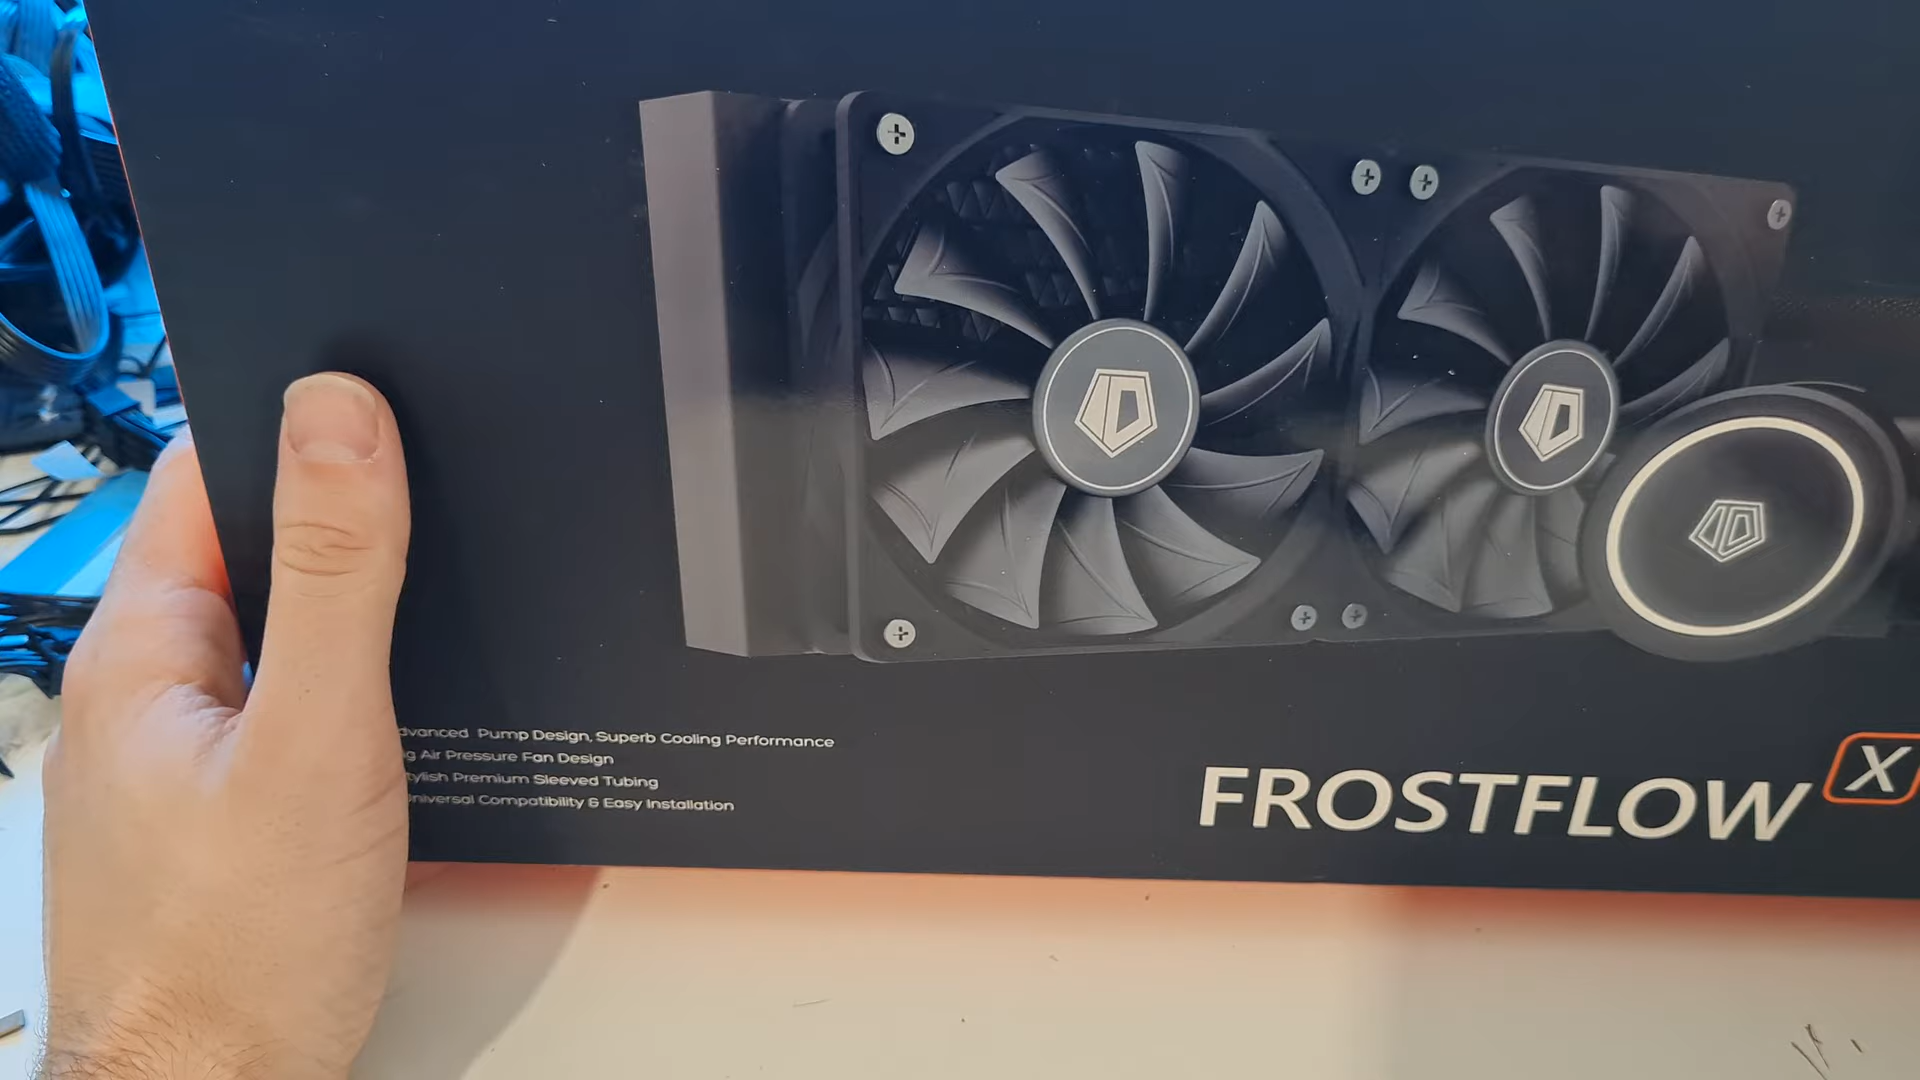 dvanced Pump Design, Superb Cooling Performance
g Air Pressure Fan Design
tylish Premium Sleeved Tubing
niversal Compatibility & Easy Installation
FROSTFLOW X